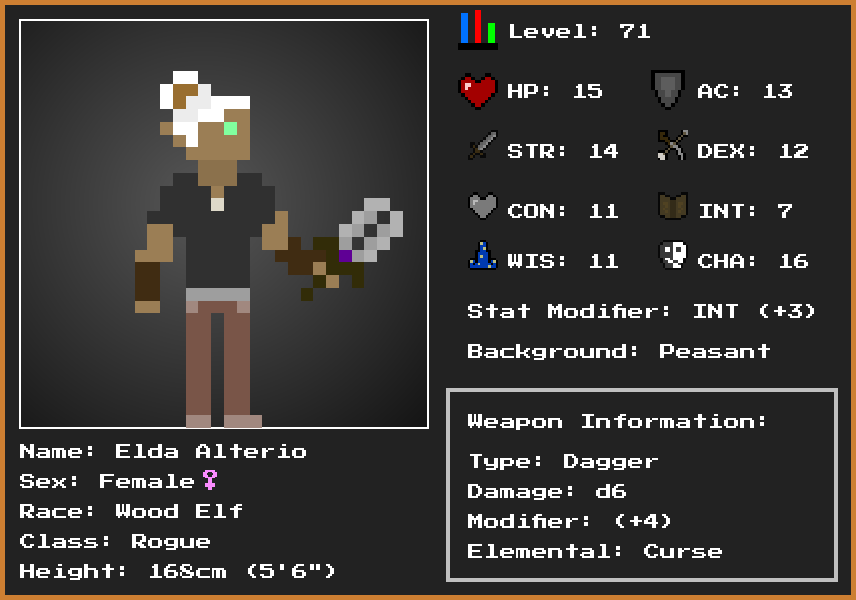 Level: 71
HP: 15
AC: 13
STR: 14
DEX: 12
CON: 11
INT: 7
WIS: 11
CHA: 16
Stat Modifier: INT (+3)
Background: Peasant
Weapon Information:
Type: Dagger
Damage: d6
Modifier: (+4)
Elemental: Curse
Name: Elda Alterio
Sex: Female♀
Race: Wood Elf
Class: Rogue
Height: 168cm (5'6")